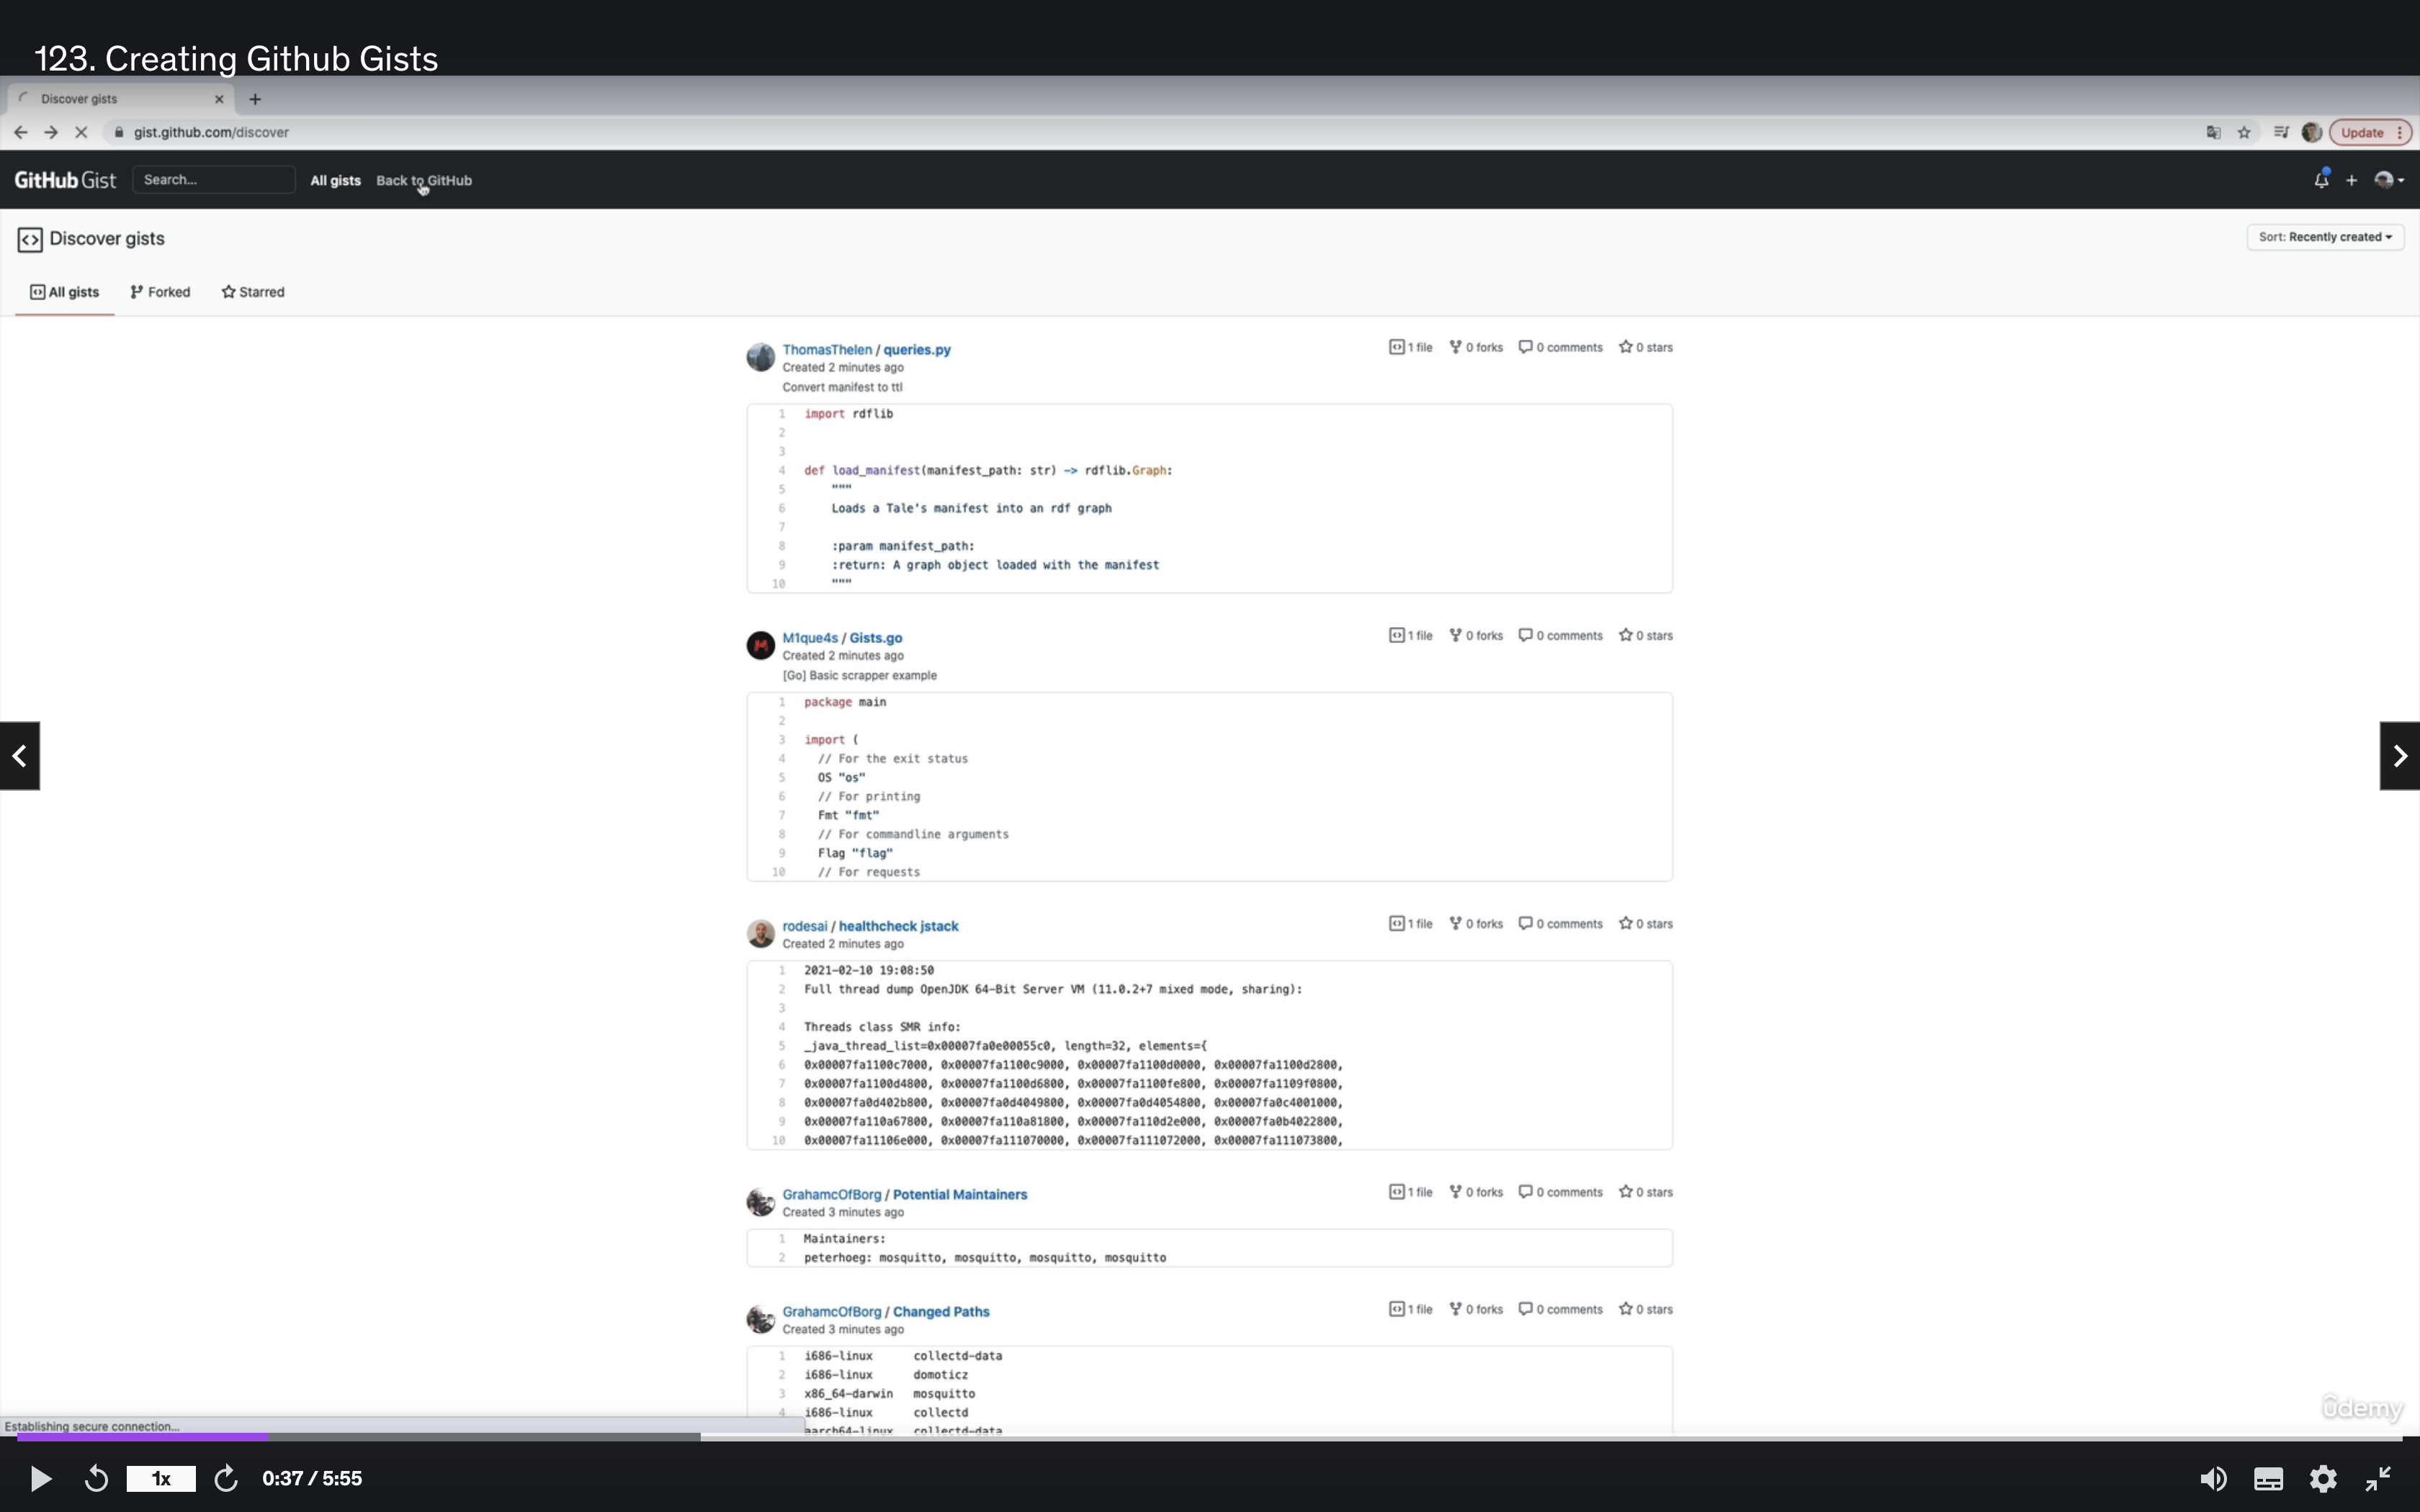 123. Creating Github Gists
Discover gists
gist.github.com/discover
Update
GitHub Gist Search... All gists Back to GitHub
Discover gists
Sort: Recently created
All gists Forked Starred
ThomasThelen / queries.py
1 file 0 forks 0 comments 0 stars
Created 2 minutes ago
Convert manifest to ttl
1 import rdflib
2
3
4 def load_manifest(manifest_path: str) -> rdflib.Graph:
5 """
6 Loads a Tale's manifest into an rdf graph
7
8 :param manifest_path:
9 :return: A graph object loaded with the manifest
10 """
M1que4s / Gists.go
1 file 0 forks 0 comments 0 stars
Created 2 minutes ago
[Go] Basic scrapper example
1 package main
2
3 import (
4 // For the exit status
5 OS "os"
6 // For printing
7 Fmt "fmt"
8 // For commandline arguments
9 Flag "flag"
10 // For requests
rodesai / healthcheck jstack
1 file 0 forks 0 comments 0 stars
Created 2 minutes ago
1 2021-02-10 19:08:50
2 Full thread dump OpenJDK 64-Bit Server VM (11.0.2+7 mixed mode, sharing):
3
4 Threads class SMR info:
5 _java_thread_list=0x00007fa0e00055c0, length=32, elements={
6 0x00007fa1100c7000, 0x00007fa1100c9000, 0x00007fa1100d0000, 0x00007fa1100d2800,
7 0x00007fa1100d4800, 0x00007fa1100d6800, 0x00007fa1100fe800, 0x00007fa1109f0800,
8 0x00007fa0d402b800, 0x00007fa0d4049800, 0x00007fa0d4054800, 0x00007fa0c4001000,
9 0x00007fa110a67800, 0x00007fa110a81800, 0x00007fa110d2e000, 0x00007fa0b4022800,
10 0x00007fa11106e000, 0x00007fa111070000, 0x00007fa111072000, 0x00007fa111073800,
GrahamcOfBorg / Potential Maintainers
1 file 0 forks 0 comments 0 stars
Created 3 minutes ago
1 Maintainers:
2 peterhoeg: mosquitto, mosquitto, mosquitto, mosquitto
GrahamcOfBorg / Changed Paths
1 file 0 forks 0 comments 0 stars
Created 3 minutes ago
1 i686-linux collectd-data
2 i686-linux domoticz
3 x86_64-darwin mosquitto
4 i686-linux collectd
aarch64-linux collectd-data
Establishing secure connection...
ûdemy
1x 0:37 / 5:55